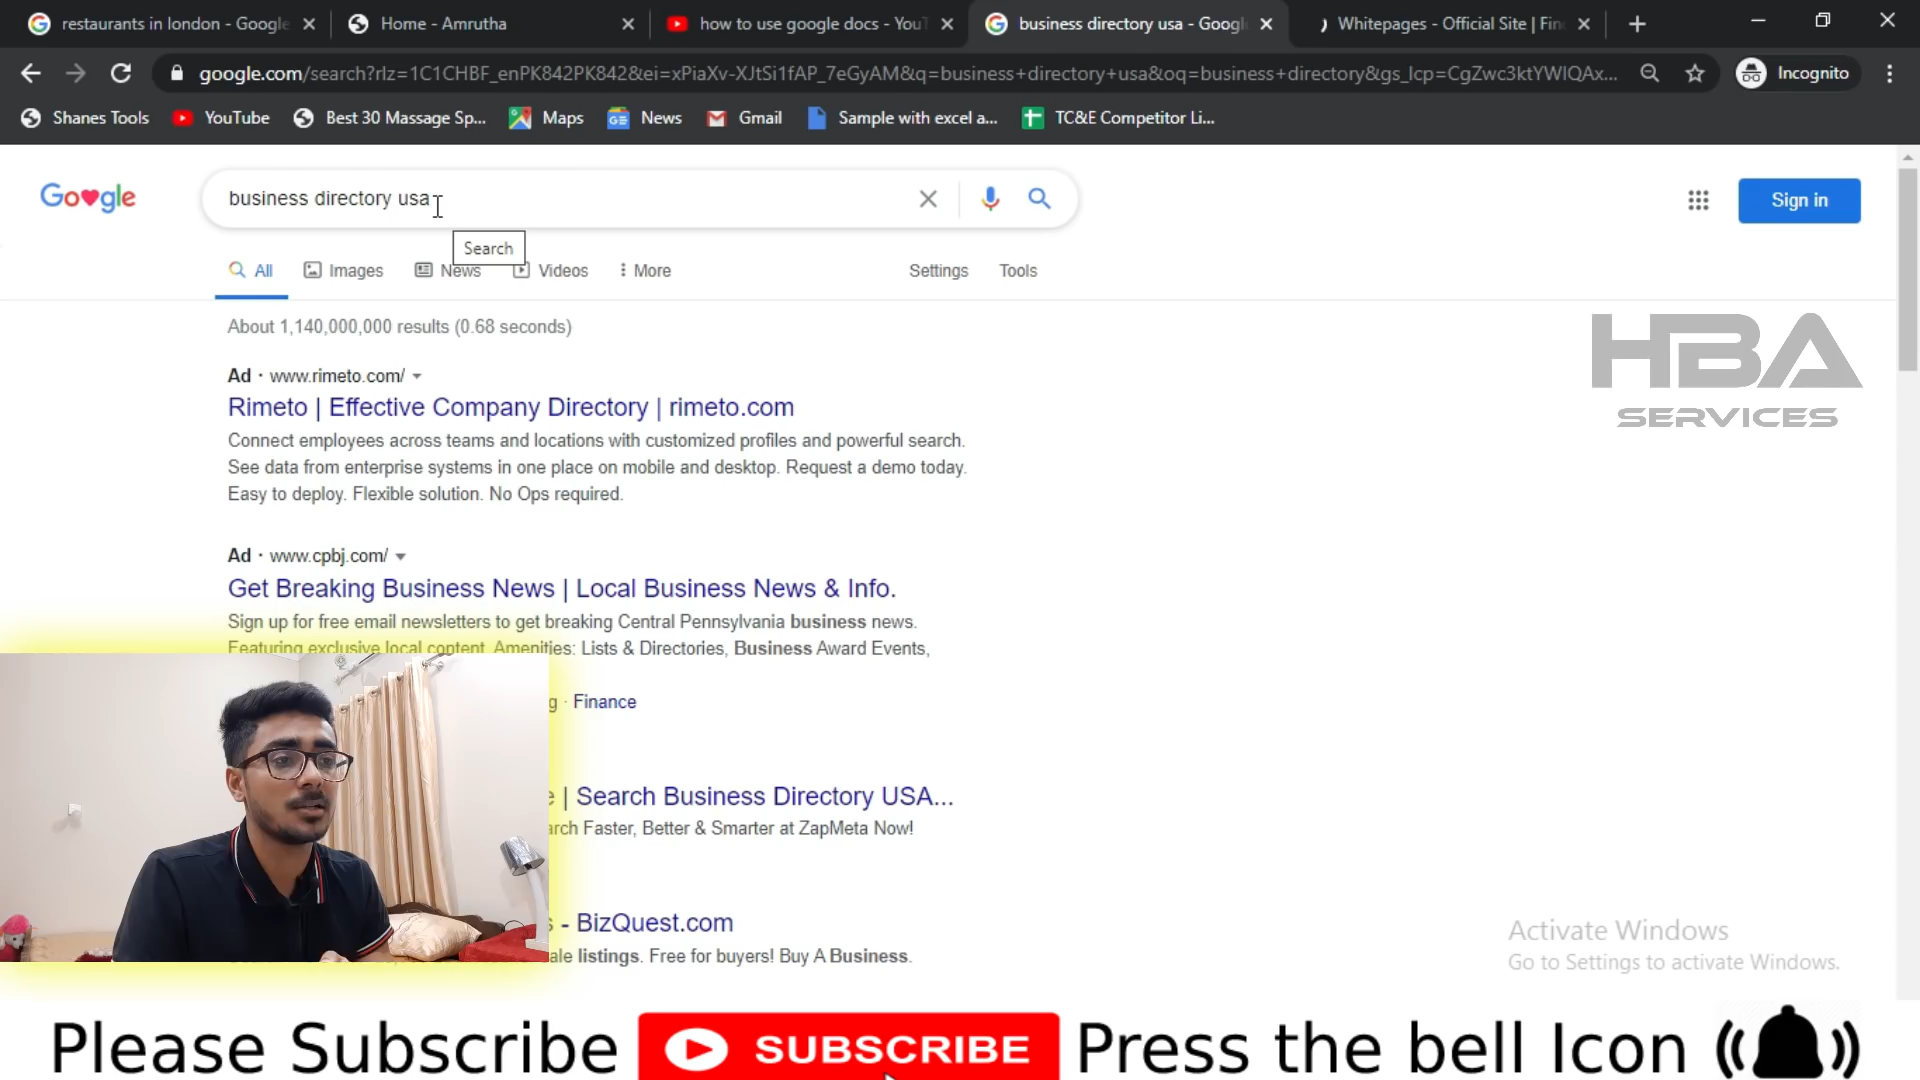 restaurants in london - Google
Home - Amrutha
how to use google docs - YouT
business directory usa - Googl
Whitepages - Official Site | Fin
google.com/search?rlz=1C1CHBF_enPK842PK842&ei=xPiaXv-XJtSi1fAP_7eGyAM&q=business+directory+usa&oq=business+directory&gs_lcp=CgZwc3ktYWIQAx...
Incognito
Shanes Tools
YouTube
Best 30 Massage Sp...
Maps
News
Gmail
Sample with excel a...
TC&E Competitor Li...
Google
business directory usa
Sign in
Search
All
Images
News
Videos
More
Settings
Tools
About 1,140,000,000 results (0.68 seconds)
HBA
SERVICES
Ad · www.rimeto.com/
Rimeto | Effective Company Directory | rimeto.com
Connect employees across teams and locations with customized profiles and powerful search.
See data from enterprise systems in one place on mobile and desktop. Request a demo today.
Easy to deploy. Flexible solution. No Ops required.
Ad · www.cpbj.com/
Get Breaking Business News | Local Business News & Info.
Sign up for free email newsletters to get breaking Central Pennsylvania business news.
Featuring exclusive local content. Amenities: Lists & Directories, Business Award Events,
g · Finance
e | Search Business Directory USA...
arch Faster, Better & Smarter at ZapMeta Now!
s - BizQuest.com
ale listings. Free for buyers! Buy A Business.
Activate Windows
Go to Settings to activate Windows.
Please Subscribe
SUBSCRIBE
Press the bell Icon